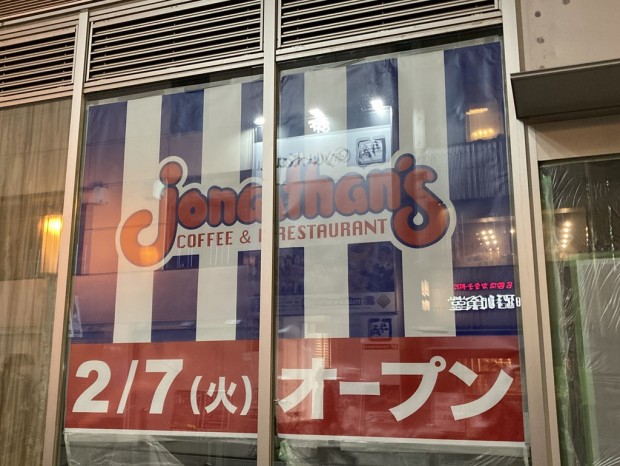 Jonathan's
COFFEE & RESTAURANT
2/7(火) オープン